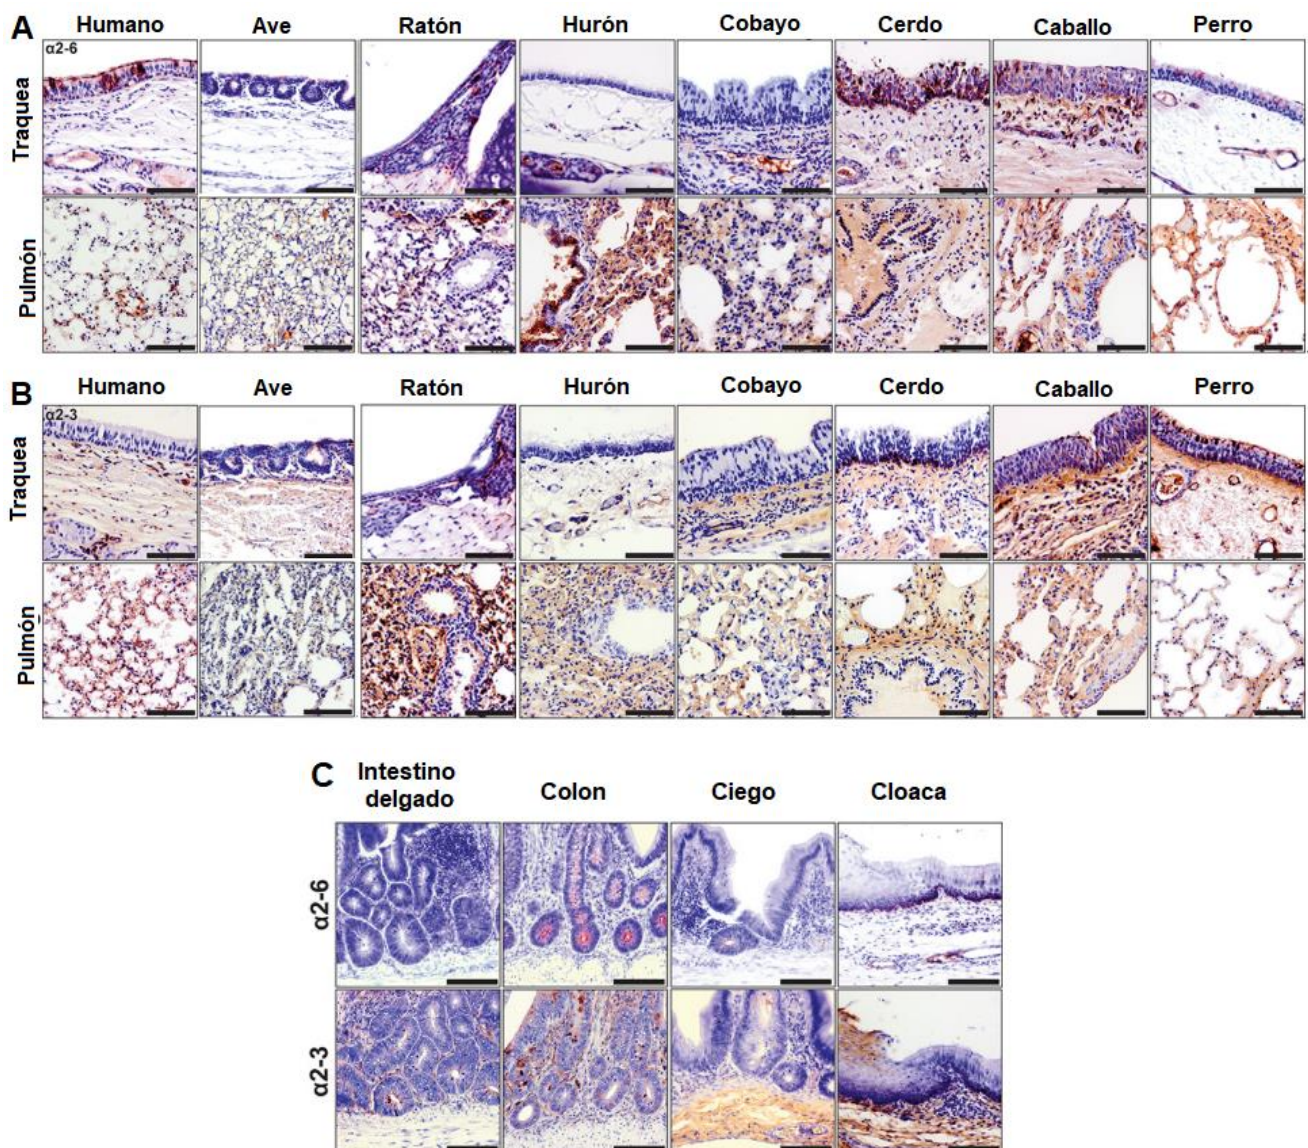 A
Humano Ave Ratón Hurón Cobayo Cerdo Caballo Perro
α2-6
Traquea
Pulmón
B
Humano Ave Ratón Hurón Cobayo Cerdo Caballo Perro
α2-3
Traquea
Pulmón
C
Intestino
delgado
Colon Ciego Cloaca
α2-6
α2-3